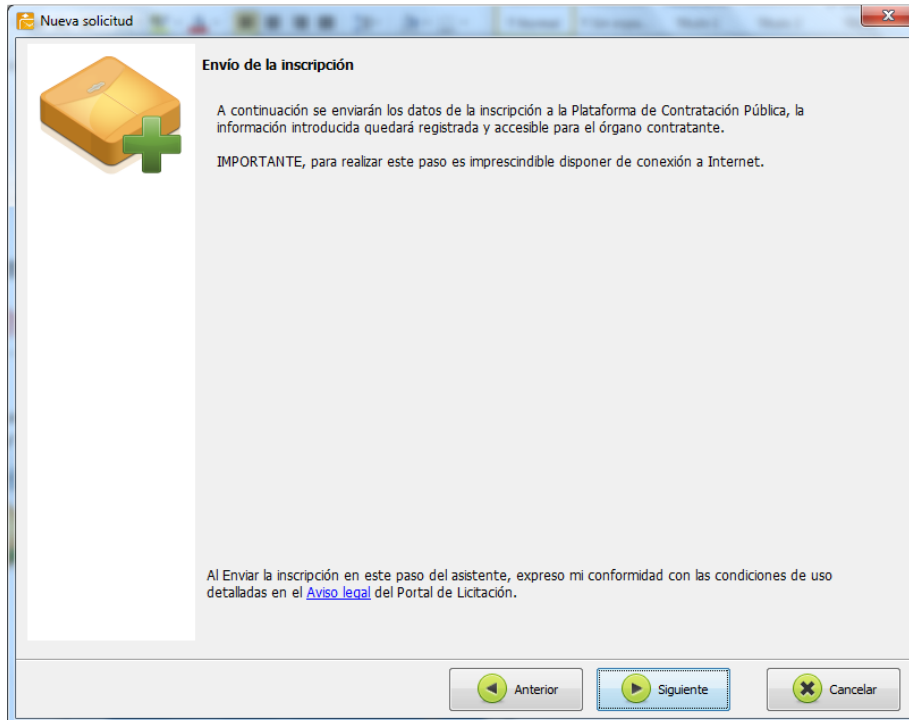 Nueva solicitud
Envío de la inscripción
A continuación se enviarán los datos de la inscripción a la Plataforma de Contratación Pública, la
información introducida quedará registrada y accesible para el órgano contratante.
IMPORTANTE, para realizar este paso es imprescindible disponer de conexión a Internet.
Al Enviar la inscripción en este paso del asistente, expreso mi conformidad con las condiciones de uso
detalladas en el Aviso legal del Portal de Licitación.
Anterior
Siguiente
Cancelar